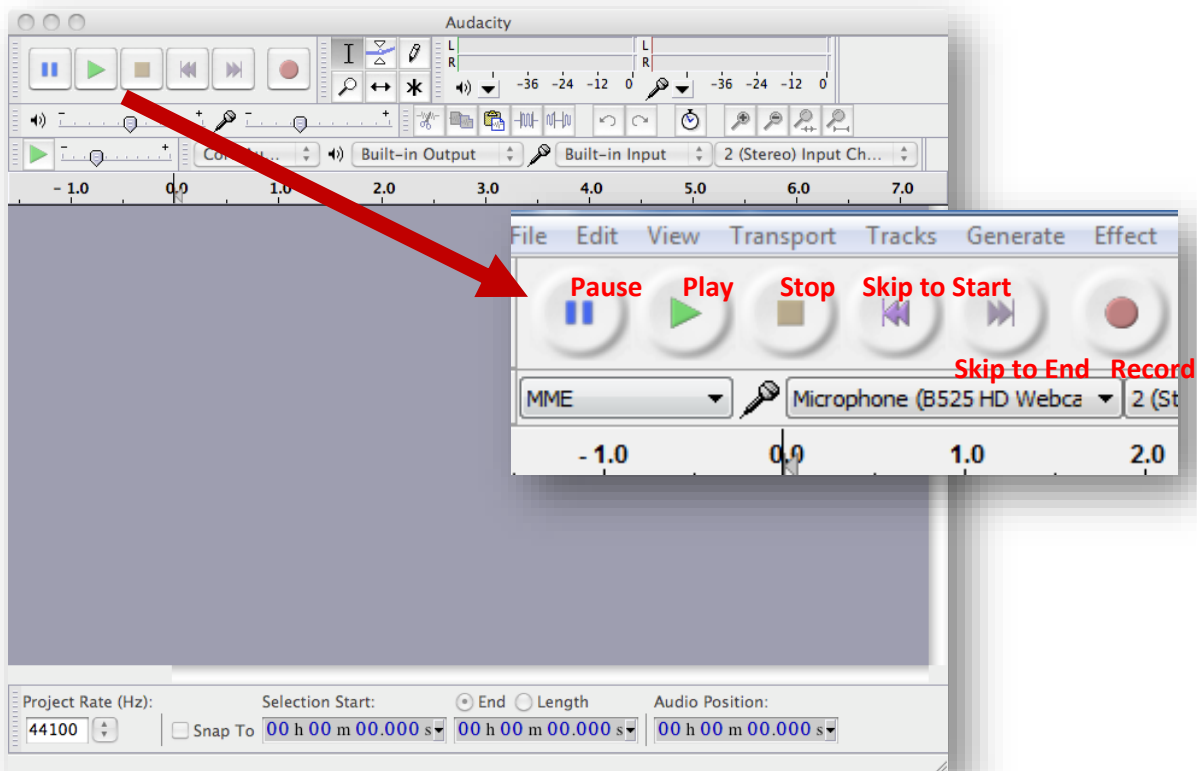 Audacity
L
R
L
R
-36 -24 -12 0
-36 -24 -12 0
- +
- +
- +
Built-in Output
Built-in Input
2 (Stereo) Input Ch...
- 1.0 0.0 1.0 2.0 3.0 4.0 5.0 6.0 7.0
File Edit View Transport Tracks Generate Effect
Pause Play Stop Skip to Start
Skip to End Record
MME
Microphone (B525 HD Webca
2 (St
- 1.0 0.0 1.0 2.0
Project Rate (Hz): Selection Start: End Length Audio Position:
44100 Snap To 00 h 00 m 00.000 s 00 h 00 m 00.000 s 00 h 00 m 00.000 s